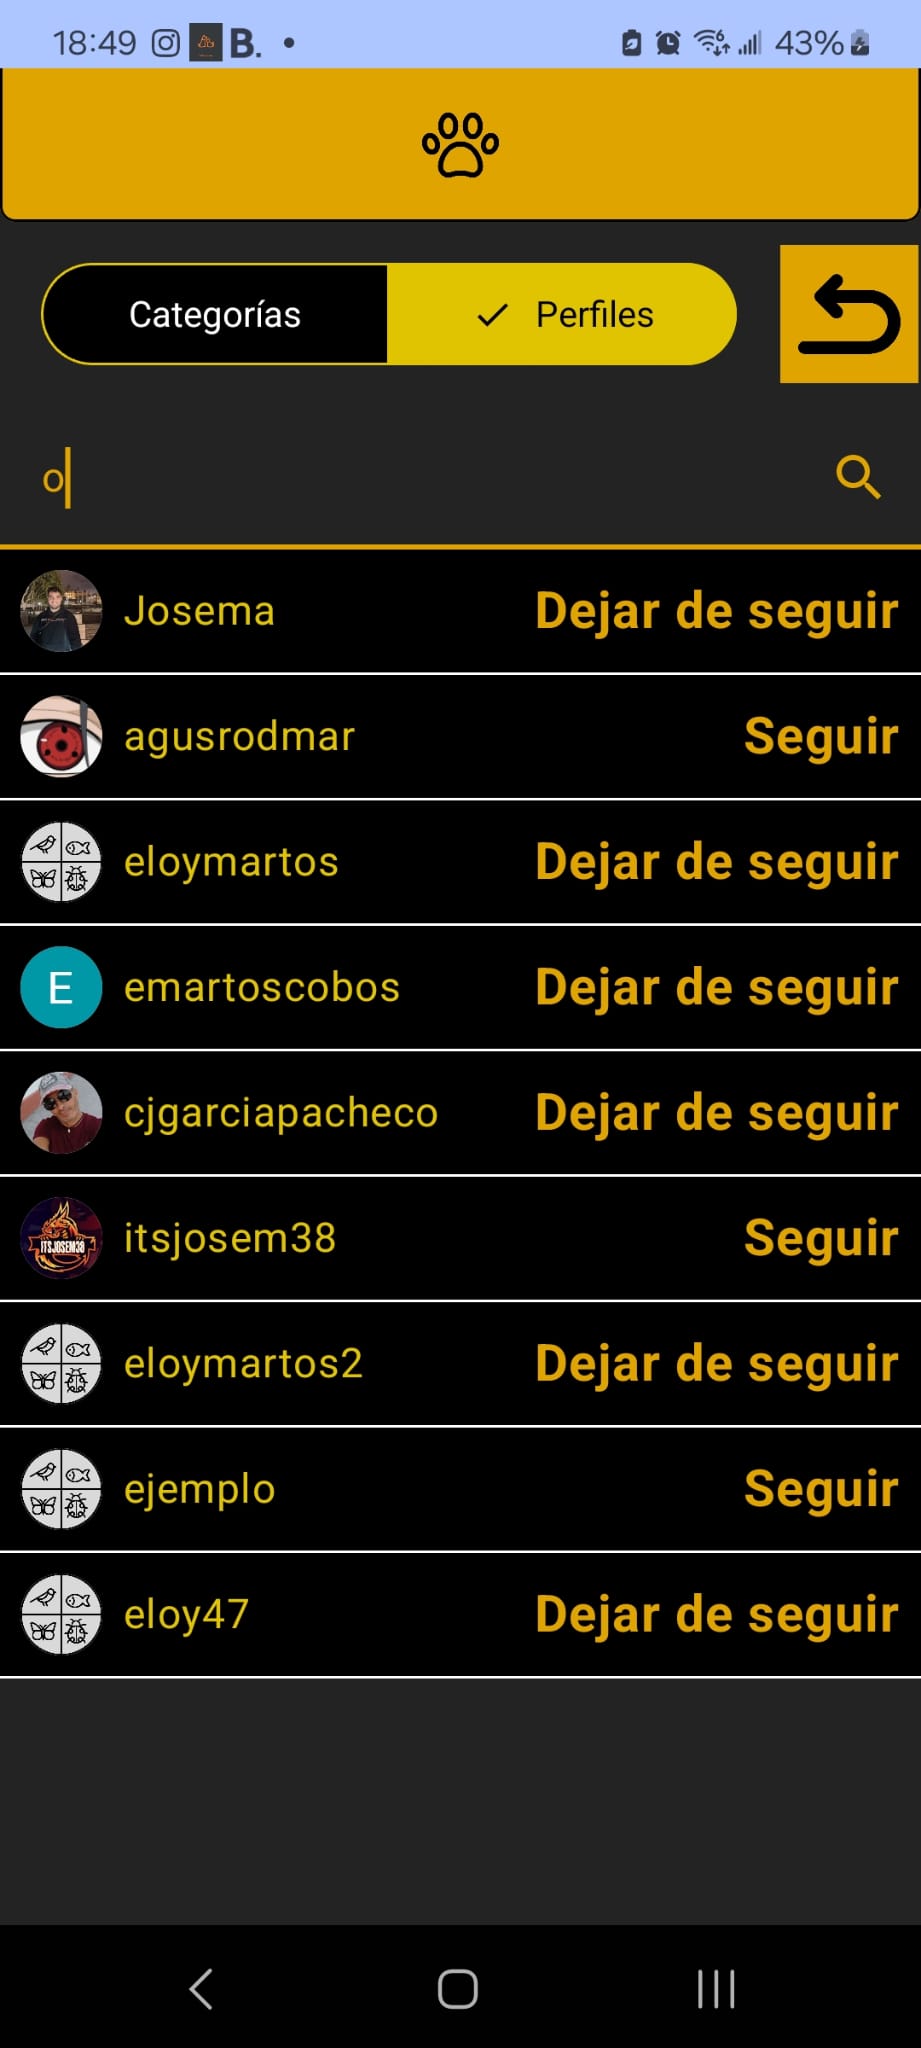 18:49 B. 43%
Categorías Perfiles
o
Josema Dejar de seguir
agusrodmar Seguir
eloymartos Dejar de seguir
E emartoscobos Dejar de seguir
cjgarciapacheco Dejar de seguir
ITSJOSEM38 itsjosem38 Seguir
eloymartos2 Dejar de seguir
ejemplo Seguir
eloy47 Dejar de seguir